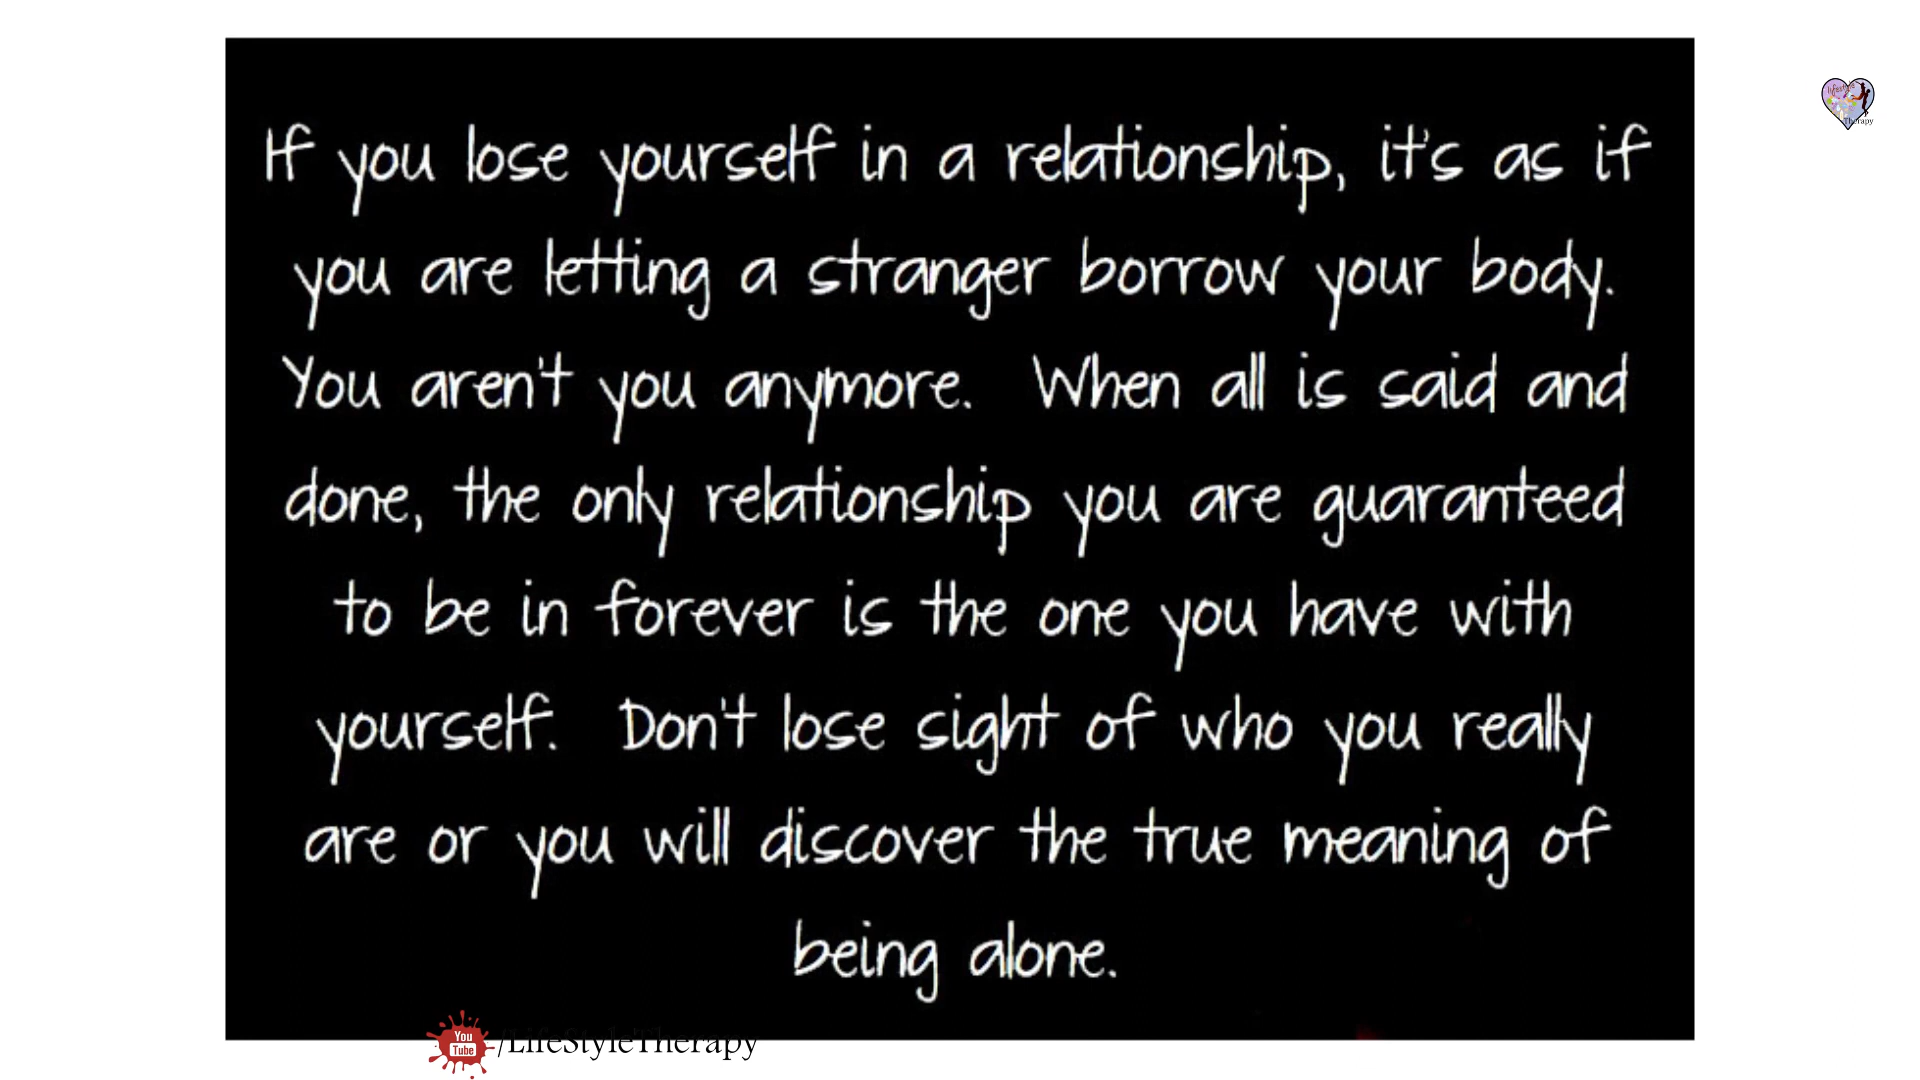 If you lose yourself in a relationship, it's as if
you are letting a stranger borrow your body.
You aren't you anymore. When all is said and
done, the only relationship you are guaranteed
to be in forever is the one you have with
yourself. Don't lose sight of who you really
are or you will discover the true meaning of
being alone.
You
Tube
/LifeStyleTherapy
lifestyle
Therapy